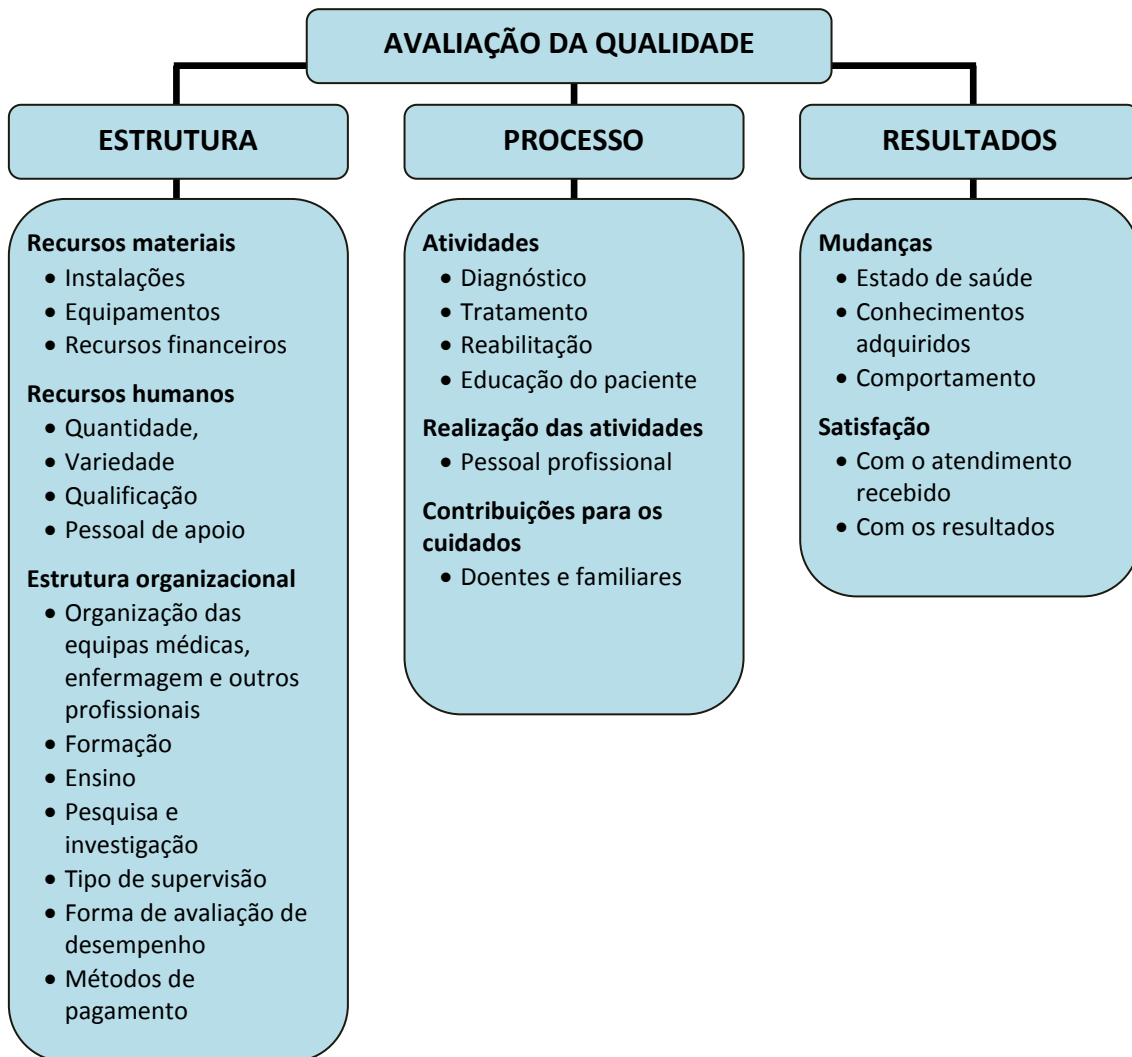 AVALIAÇÃO DA QUALIDADE
ESTRUTURA
Recursos materiais
• Instalações
• Equipamentos
• Recursos financeiros
Recursos humanos
• Quantidade,
• Variedade
• Qualificação
• Pessoal de apoio
Estrutura organizacional
• Organização das
equipas médicas,
enfermagem e outros
profissionais
• Formação
• Ensino
• Pesquisa e
investigação
• Tipo de supervisão
• Forma de avaliação de
desempenho
• Métodos de
pagamento
PROCESSO
Atividades
• Diagnóstico
• Tratamento
• Reabilitação
• Educação do paciente
Realização das atividades
• Pessoal profissional
Contribuições para os
cuidados
• Doentes e familiares
RESULTADOS
Mudanças
• Estado de saúde
• Conhecimentos
adquiridos
• Comportamento
Satisfação
• Com o atendimento
recebido
• Com os resultados